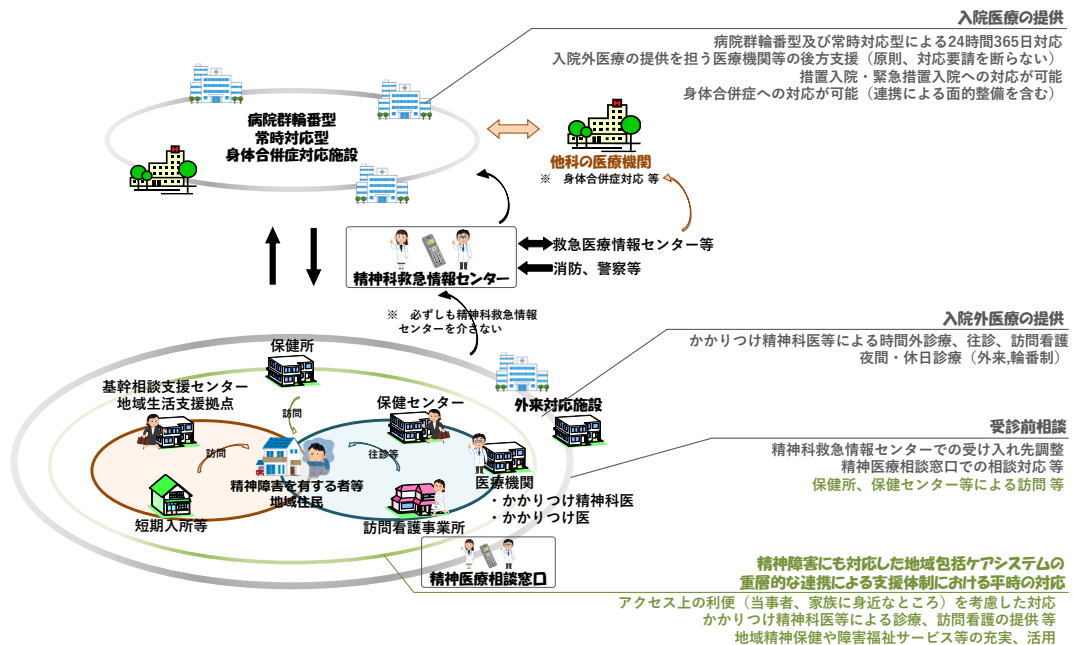 入院医療の提供
病院群輪番型及び常時対応型による24時間365日対応
入院外医療の提供を担う医療機関等の後方支援（原則、対応要請を断らない）
措置入院・緊急措置入院への対応が可能
身体合併症への対応が可能（連携による面的整備を含む）
病院群輪番型
常時対応型
身体合併症対応施設
他科の医療機関
※　身体合併症対応 等
救急医療情報センター等
消防、警察等
精神科救急情報センター
※　必ずしも精神科救急情報
センターを介さない
入院外医療の提供
かかりつけ精神科医等による時間外診療、往診、訪問看護
夜間・休日診療（外来,輪番制）
保健所
基幹相談支援センター
地域生活支援拠点
保健センター
外来対応施設
訪問
訪問
往診等
受診前相談
精神科救急情報センターでの受け入れ先調整
精神医療相談窓口での相談対応 等
保健所、保健センター等による訪問 等
精神障害を有する者等
地域住民
医療機関
・かかりつけ精神科医
・かかりつけ医
短期入所等
訪問看護事業所
精神医療相談窓口
精神障害にも対応した地域包括ケアシステムの
重層的な連携による支援体制における平時の対応
アクセス上の利便（当事者、家族に身近なところ）を考慮した対応
かかりつけ精神科医等による診療、訪問看護の提供 等
地域精神保健や障害福祉サービス等の充実、活用